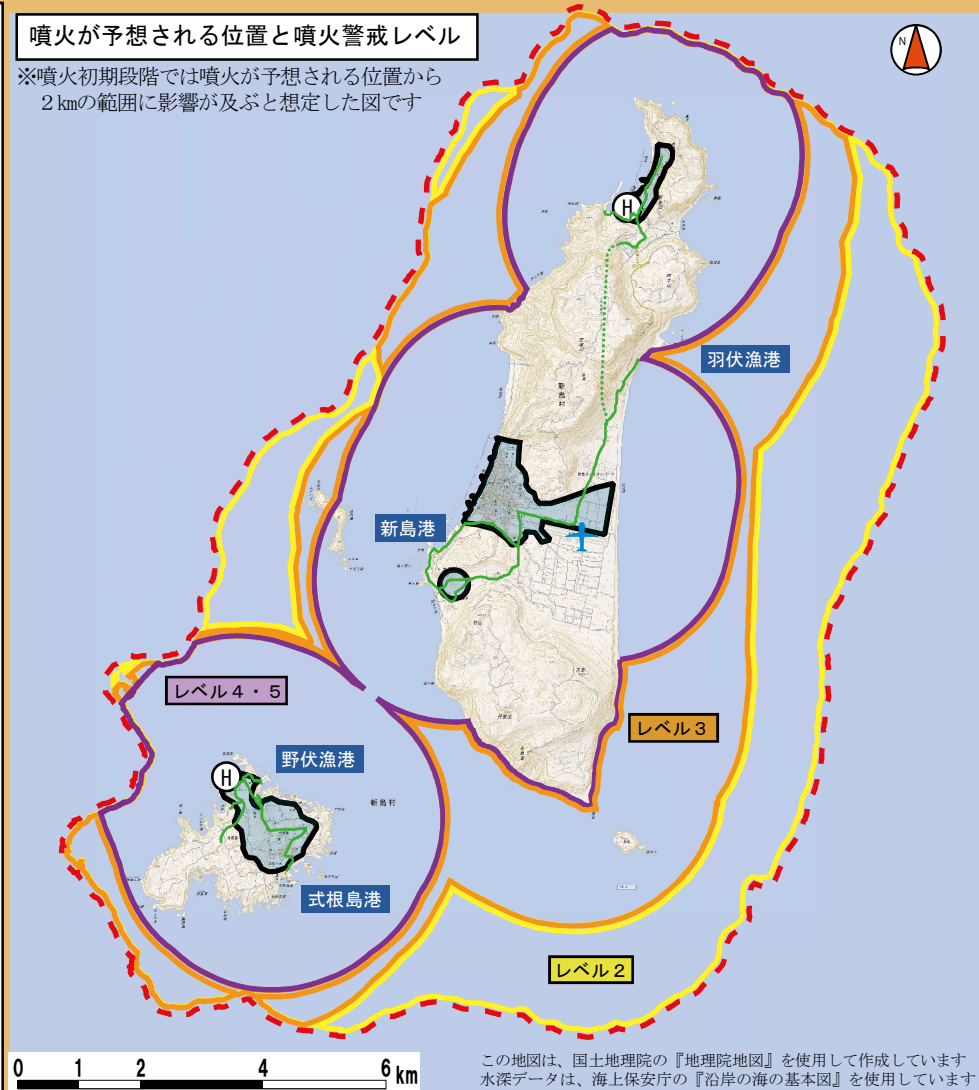 噴火が予想される位置と噴火警戒レベル
※噴火初期段階では噴火が予想される位置から
2㎞の範囲に影響が及ぶと想定した図です
N
H
羽伏漁港
新島村
新島港
レベル4・5
レベル3
野伏漁港
H
新島村
式根島港
レベル2
0 1 2 4 6 km
この地図は、国土地理院の『地理院地図』を使用して作成しています
水深データは、海上保安庁の『沿岸の海の基本図』を使用しています